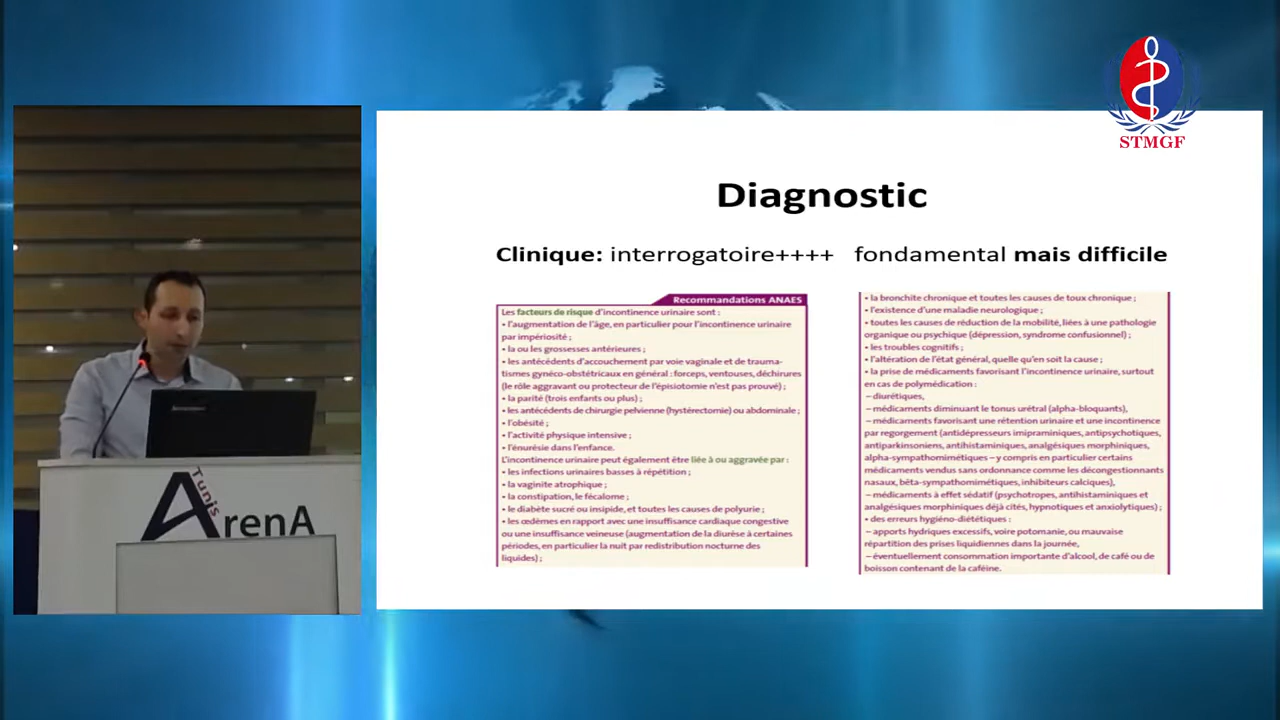 STMGF
Diagnostic
Clinique: interrogatoire++++ fondamental mais difficile
Recommandations ANAES
Les facteurs de risque d'incontinence urinaire sont :
• l'augmentation de l'âge, en particulier pour l'incontinence urinaire
par impériosité ;
• la ou les grossesses antérieures ;
• les antécédents d'accouchement par voie vaginale et de trauma-
tismes gynéco-obstétricaux en général : forceps, ventouses, déchirures
(le rôle aggravant ou protecteur de l'épisiotomie n'est pas prouvé) ;
• la parité (trois enfants ou plus) ;
• les antécédents de chirurgie pelvienne (hystérectomie) ou abdominale ;
• l'obésité ;
• l'activité physique intensive ;
• l'énurésie dans l'enfance.
L'incontinence urinaire peut également être liée à ou aggravée par :
• les infections urinaires basses à répétition ;
• la vaginite atrophique ;
• la constipation, le fécalome ;
• le diabète sucré ou insipide, et toutes les causes de polyurie ;
• les œdèmes en rapport avec une insuffisance cardiaque congestive
ou une insuffisance veineuse (augmentation de la diurèse à certaines
périodes, en particulier la nuit par redistribution nocturne des
liquides) ;
• la bronchite chronique et toutes les causes de toux chronique ;
• l'existence d'une maladie neurologique ;
• toutes les causes de réduction de la mobilité, liées à une pathologie
organique ou psychique (dépression, syndrome confusionnel) ;
• les troubles cognitifs ;
• l'altération de l'état général, quelle qu'en soit la cause ;
• la prise de médicaments favorisant l'incontinence urinaire, surtout
en cas de polymédication :
– diurétiques,
– médicaments diminuant le tonus urétral (alpha-bloquants),
– médicaments favorisant une rétention urinaire et une incontinence
par regorgement (antidépresseurs imipraminiques, antipsychotiques,
antiparkinsoniens, antihistaminiques, analgésiques morphiniques,
alpha-sympathomimétiques – y compris en particulier certains
médicaments vendus sans ordonnance comme les décongestionnants
nasaux, bêta-sympathomimétiques, inhibiteurs calciques),
– médicaments à effet sédatif (psychotropes, antihistaminiques et
analgésiques morphiniques déjà cités, hypnotiques et anxiolytiques) ;
• des erreurs hygiéno-diététiques :
– apports hydriques excessifs, voire potomanie, ou mauvaise
répartition des prises liquidiennes dans la journée,
– éventuellement consommation importante d'alcool, de café ou de
boisson contenant de la caféine.
Tunis
ArenA